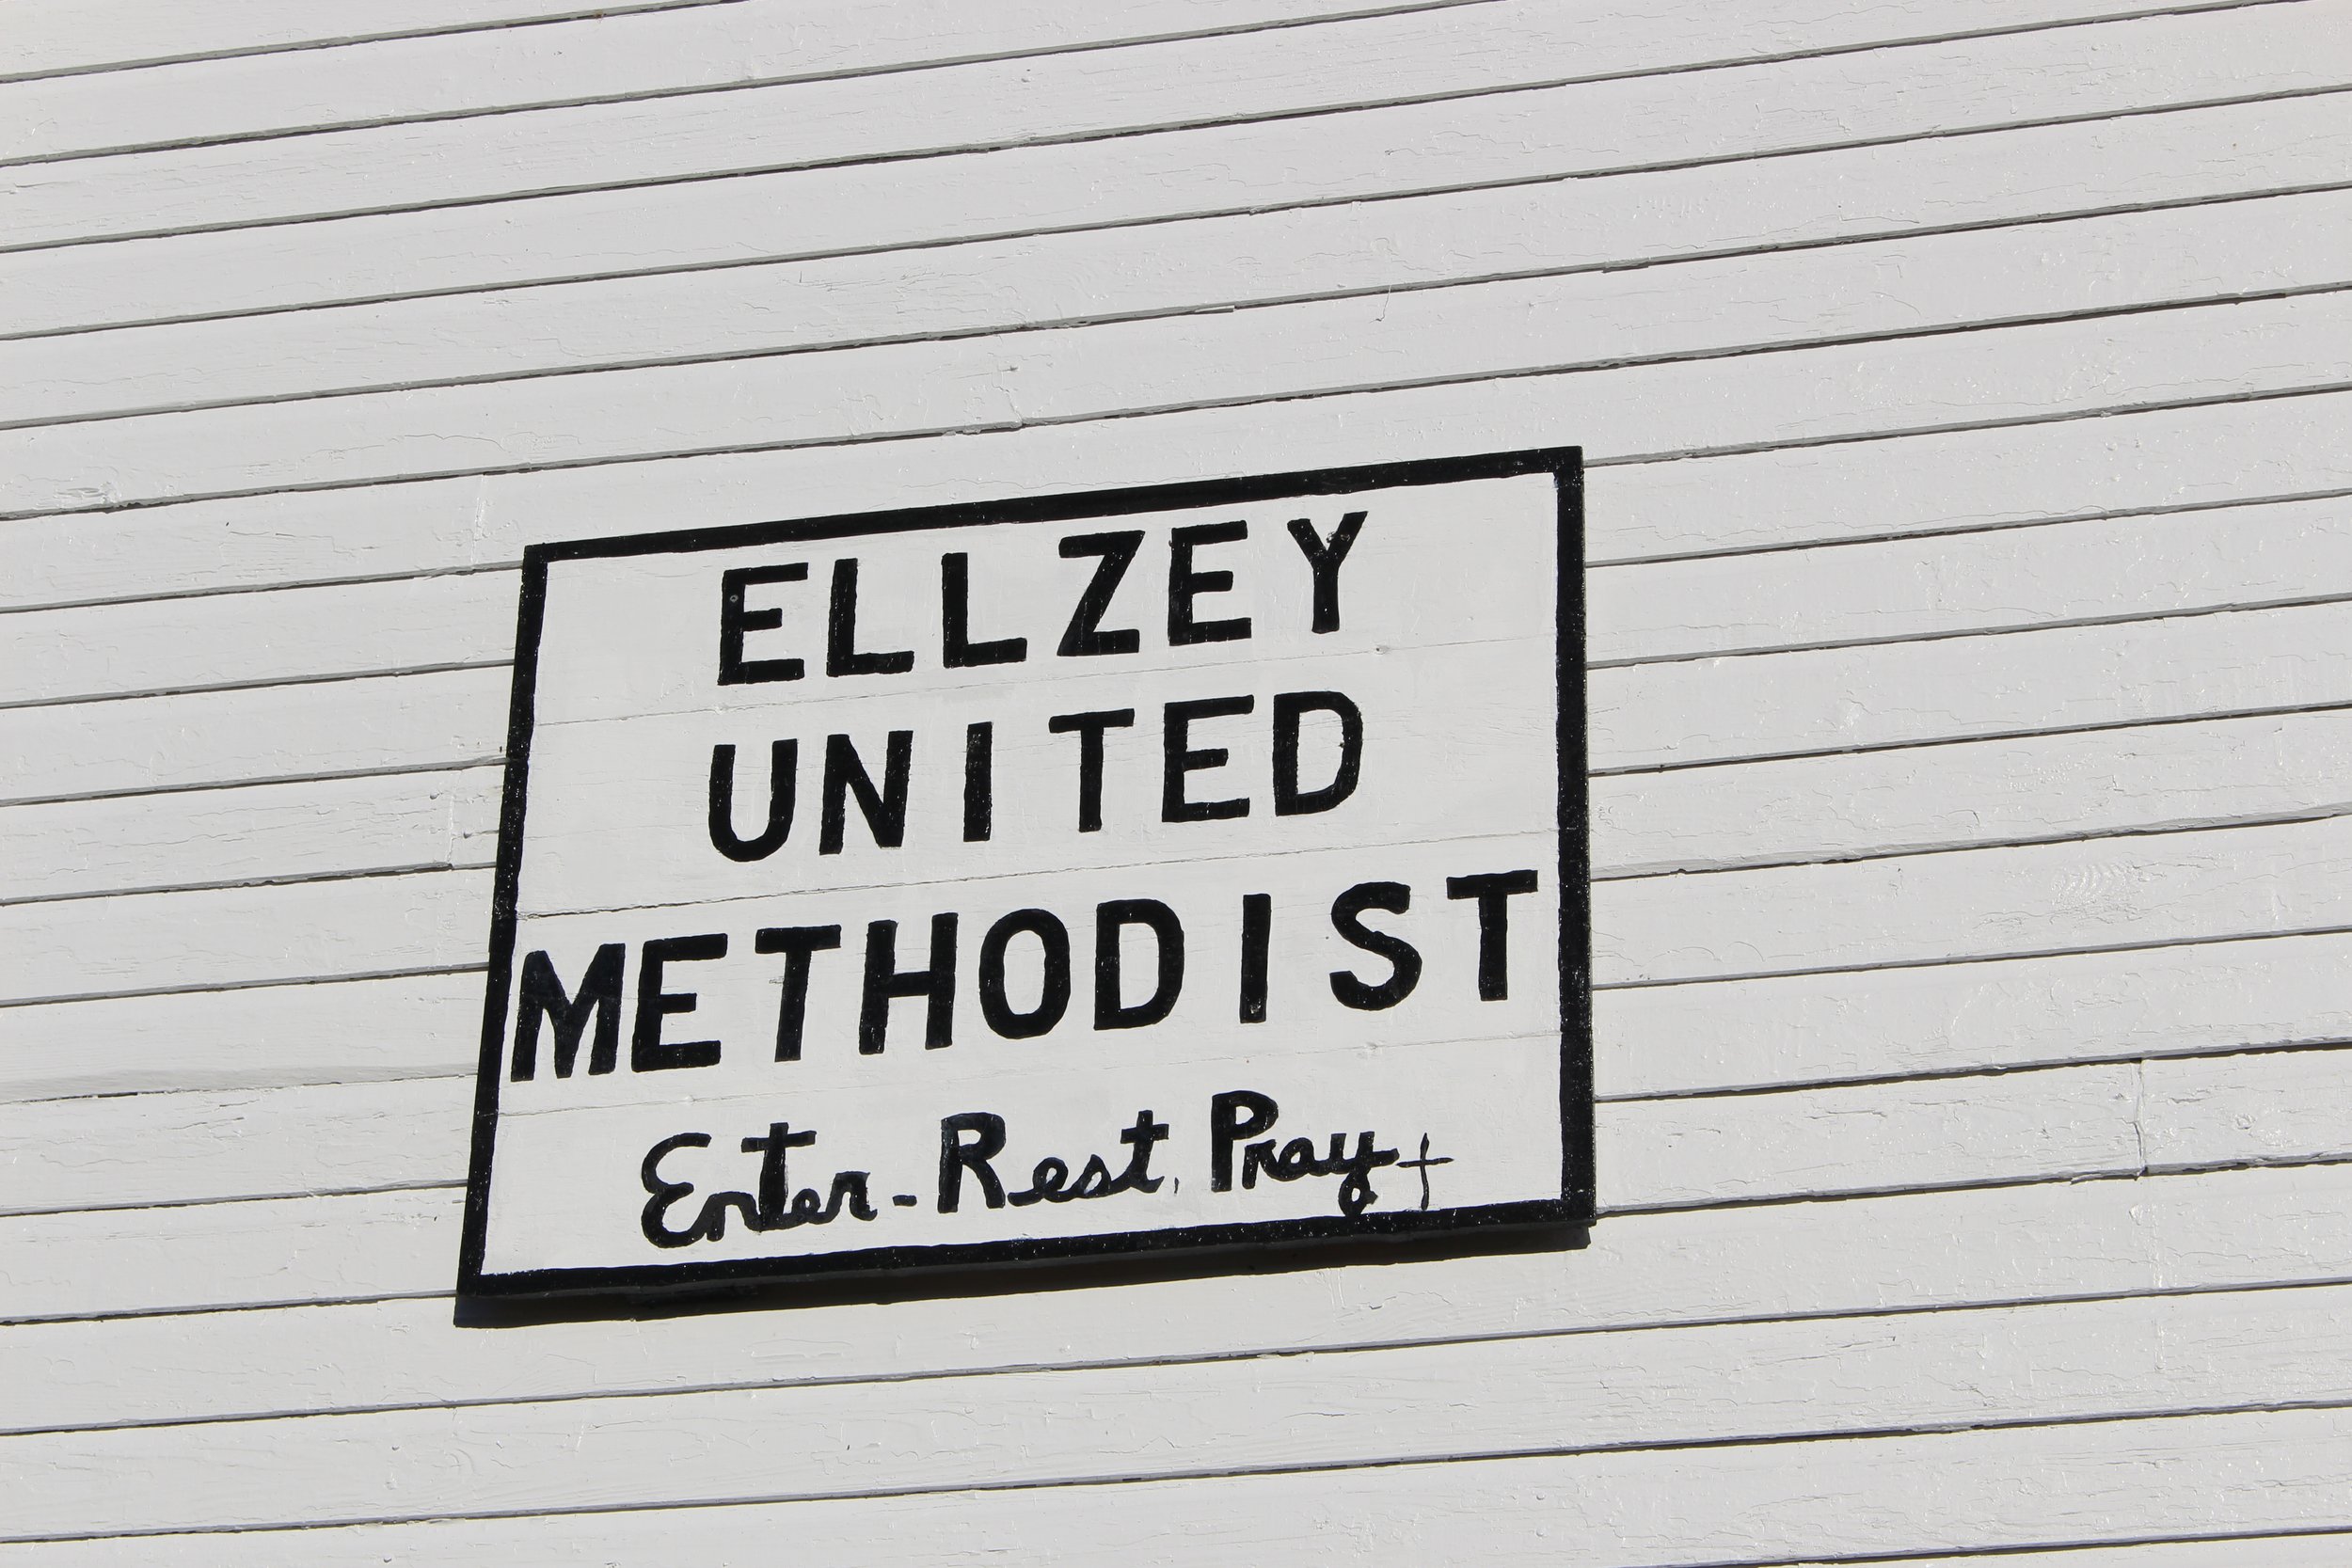 ELLZEY
UNITED
METHODIST
Enter - Rest, Pray †